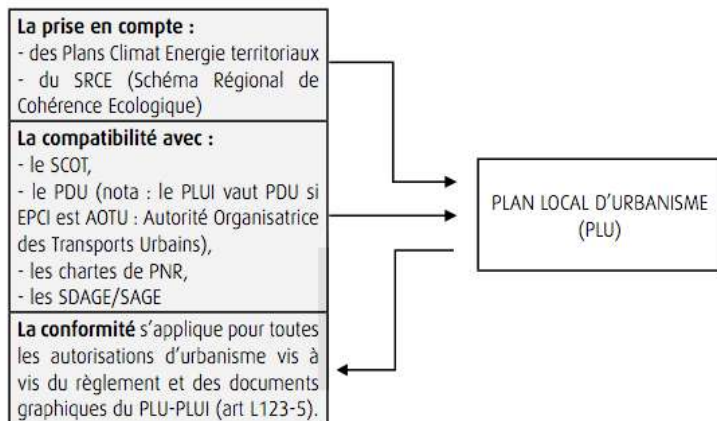 La prise en compte :
- des Plans Climat Energie territoriaux
- du SRCE (Schéma Régional de
Cohérence Ecologique)
La compatibilité avec :
- le SCOT,
- le PDU (nota : le PLUI vaut PDU si
EPCI est AOTU : Autorité Organisatrice
des Transports Urbains),
- les chartes de PNR,
- les SDAGE/SAGE
La conformité s'applique pour toutes
les autorisations d'urbanisme vis à
vis du règlement et des documents
graphiques du PLU-PLUI (art L123-5).
PLAN LOCAL D'URBANISME
(PLU)